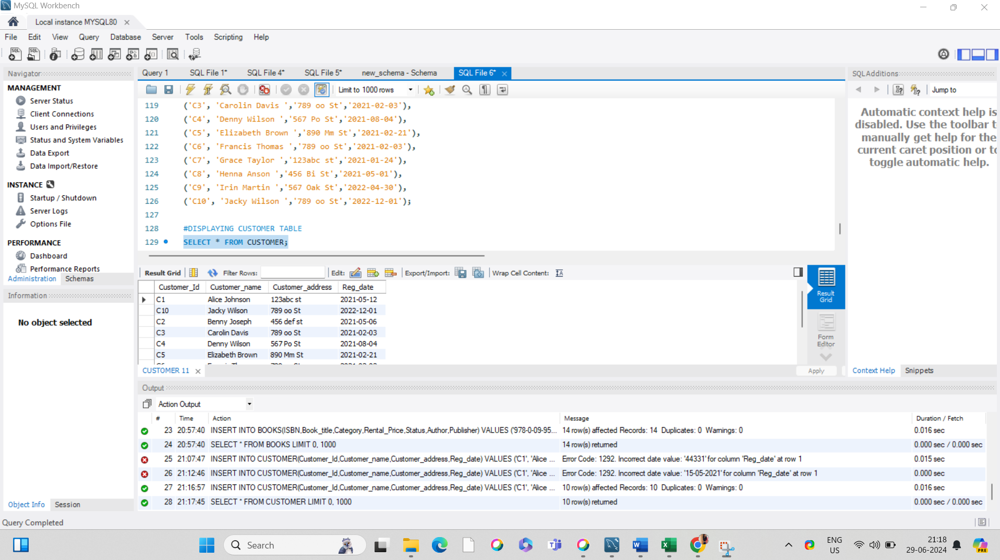 MySQL Workbench
Local instance MYSQL80
File Edit View Query Database Server Tools Scripting Help
Navigator
MANAGEMENT
Server Status
Client Connections
Users and Privileges
Status and System Variables
Data Export
Data Import/Restore
INSTANCE
Startup / Shutdown
Server Logs
Options File
PERFORMANCE
Dashboard
Performance Reports
Administration Schemas
Information
No object selected
Object Info Session
Query Completed
Query 1 SQL File 1* SQL File 4* SQL File 5* new_schema - Schema SQL File 6*
Limit to 1000 rows
119 ('C3', 'Carolin Davis ','789 oo St','2021-02-03'),
120 ('C4', 'Denny Wilson ','567 Po St','2021-08-04'),
121 ('C5', 'Elizabeth Brown ','890 Mm St','2021-02-21'),
122 ('C6', 'Francis Thomas ','789 oo St','2021-02-03'),
123 ('C7', 'Grace Taylor ','123abc st','2021-01-24'),
124 ('C8', 'Henna Anson ','456 Bi St','2021-05-01'),
125 ('C9', 'Irin Martin ','567 Oak St','2022-04-30'),
126 ('C10', 'Jacky Wilson ','789 oo St','2022-12-01');
127
128 #DISPLAYING CUSTOMER TABLE
129 SELECT * FROM CUSTOMER;
Result Grid Filter Rows: Edit: Export/Import: Wrap Cell Content:
Customer_Id Customer_name Customer_address Reg_date
C1 Alice Johnson 123abc st 2021-05-12
C10 Jacky Wilson 789 oo St 2022-12-01
C2 Benny Joseph 456 def st 2021-05-06
C3 Carolin Davis 789 oo St 2021-02-03
C4 Denny Wilson 567 Po St 2021-08-04
C5 Elizabeth Brown 890 Mm St 2021-02-21
Result
Grid
Form
Editor
CUSTOMER 11
Apply
SQLAdditions
Jump to
Automatic context help is
disabled. Use the toolbar t
manually get help for the
current caret position or to
toggle automatic help.
Context Help Snippets
Output
Action Output
# Time Action Message Duration / Fetch
23 20:57:40 INSERT INTO BOOKS(ISBN,Book_title,Category,Rental_Price,Status,Author,Publisher) VALUES ('978-0-09-95... 14 row(s) affected Records: 14 Duplicates: 0 Warnings: 0 0.016 sec
24 20:57:40 SELECT * FROM BOOKS LIMIT 0, 1000 14 row(s) returned 0.000 sec / 0.000 sec
25 21:07:47 INSERT INTO CUSTOMER(Customer_Id,Customer_name,Customer_address,Reg_date) VALUES ('C1', 'Alice ... Error Code: 1292. Incorrect date value: '44331' for column 'Reg_date' at row 1 0.015 sec
26 21:12:46 INSERT INTO CUSTOMER(Customer_Id,Customer_name,Customer_address,Reg_date) VALUES ('C1', 'Alice ... Error Code: 1292. Incorrect date value: '15-05-2021' for column 'Reg_date' at row 1 0.000 sec
27 21:16:57 INSERT INTO CUSTOMER(Customer_Id,Customer_name,Customer_address,Reg_date) VALUES ('C1', 'Alice ... 10 row(s) affected Records: 10 Duplicates: 0 Warnings: 0 0.016 sec
28 21:17:45 SELECT * FROM CUSTOMER LIMIT 0, 1000 10 row(s) returned 0.000 sec / 0.000 sec
Search
ENG
US
21:18
29-06-2024
PRE